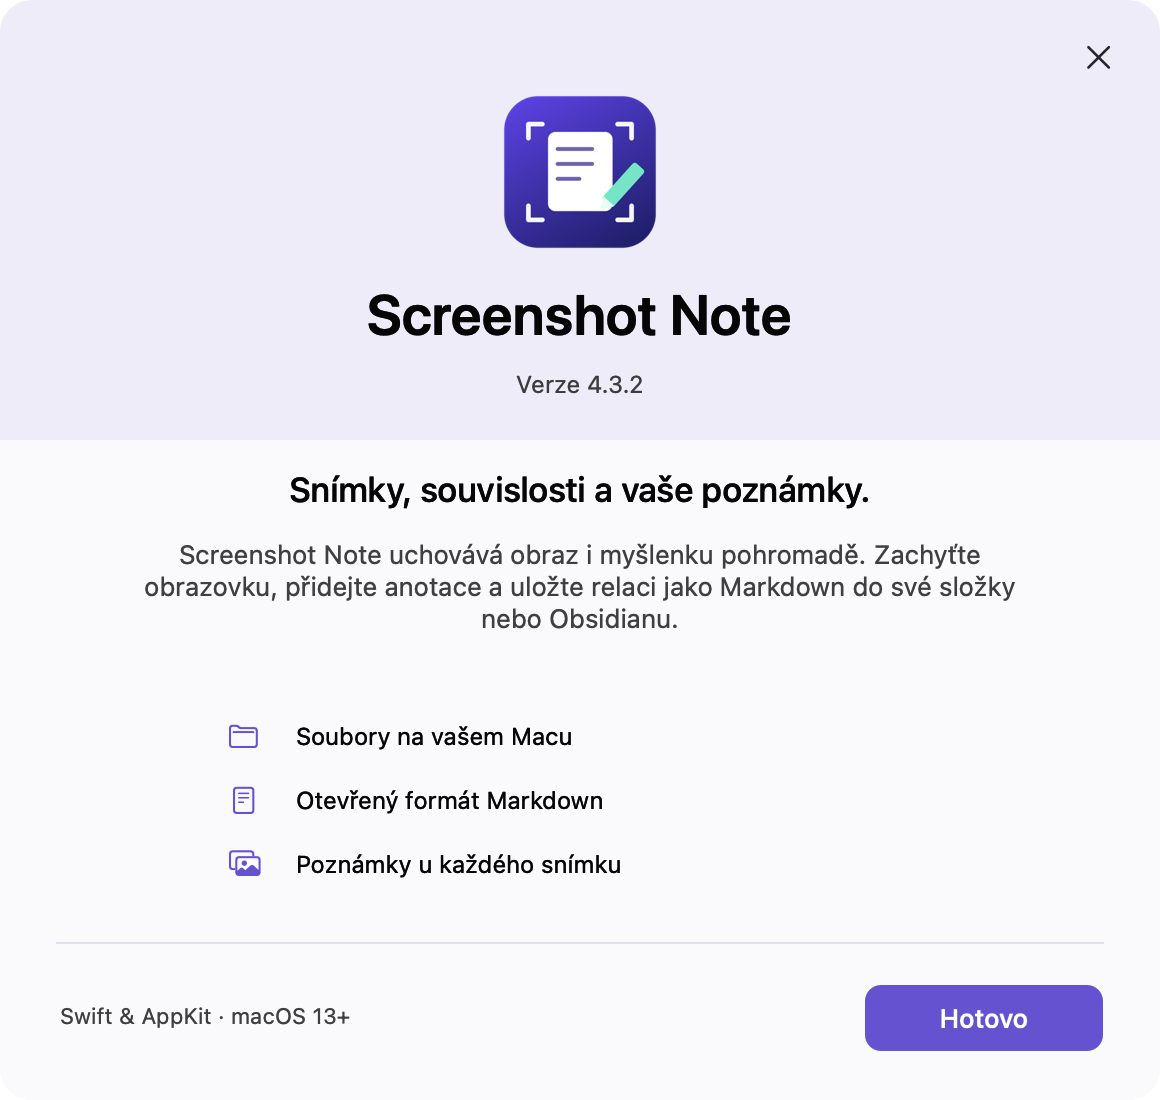 Screenshot Note
Verze 4.3.2
Snímky, souvislosti a vaše poznámky.
Screenshot Note uchovává obraz i myšlenku pohromadě. Zachyťte
obrazovku, přidejte anotace a uložte relaci jako Markdown do své složky
nebo Obsidianu.
Soubory na vašem Macu
Otevřený formát Markdown
Poznámky u každého snímku
Swift & AppKit · macOS 13+
Hotovo